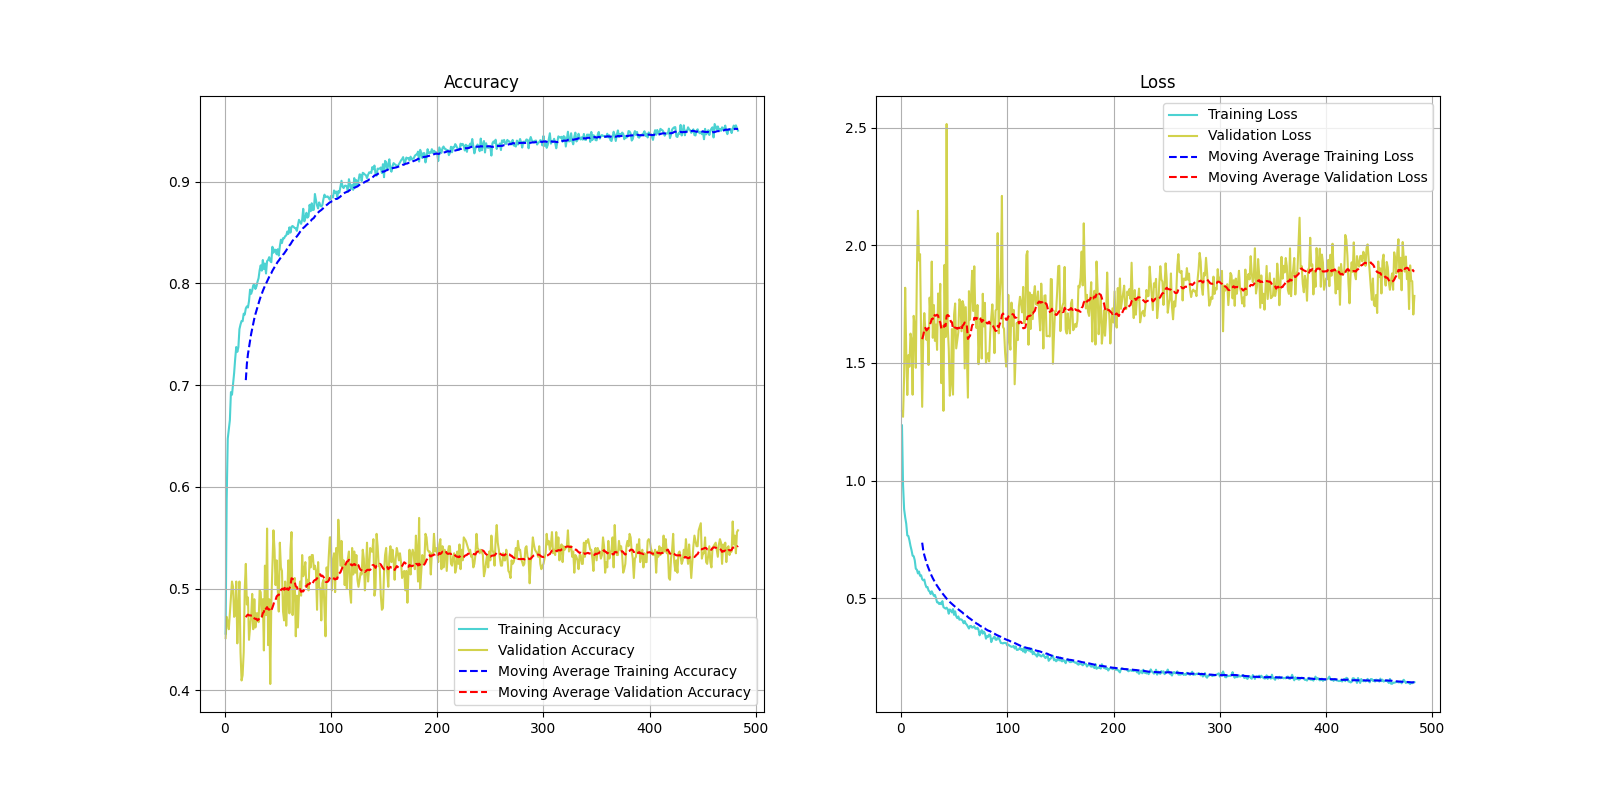 Accuracy
0.9
0.8
0.7
0.6
0.5
0.4
0 100 200 300 400 500
Training Accuracy
Validation Accuracy
Moving Average Training Accuracy
Moving Average Validation Accuracy
Loss
2.5
2.0
1.5
1.0
0.5
0 100 200 300 400 500
Training Loss
Validation Loss
Moving Average Training Loss
Moving Average Validation Loss